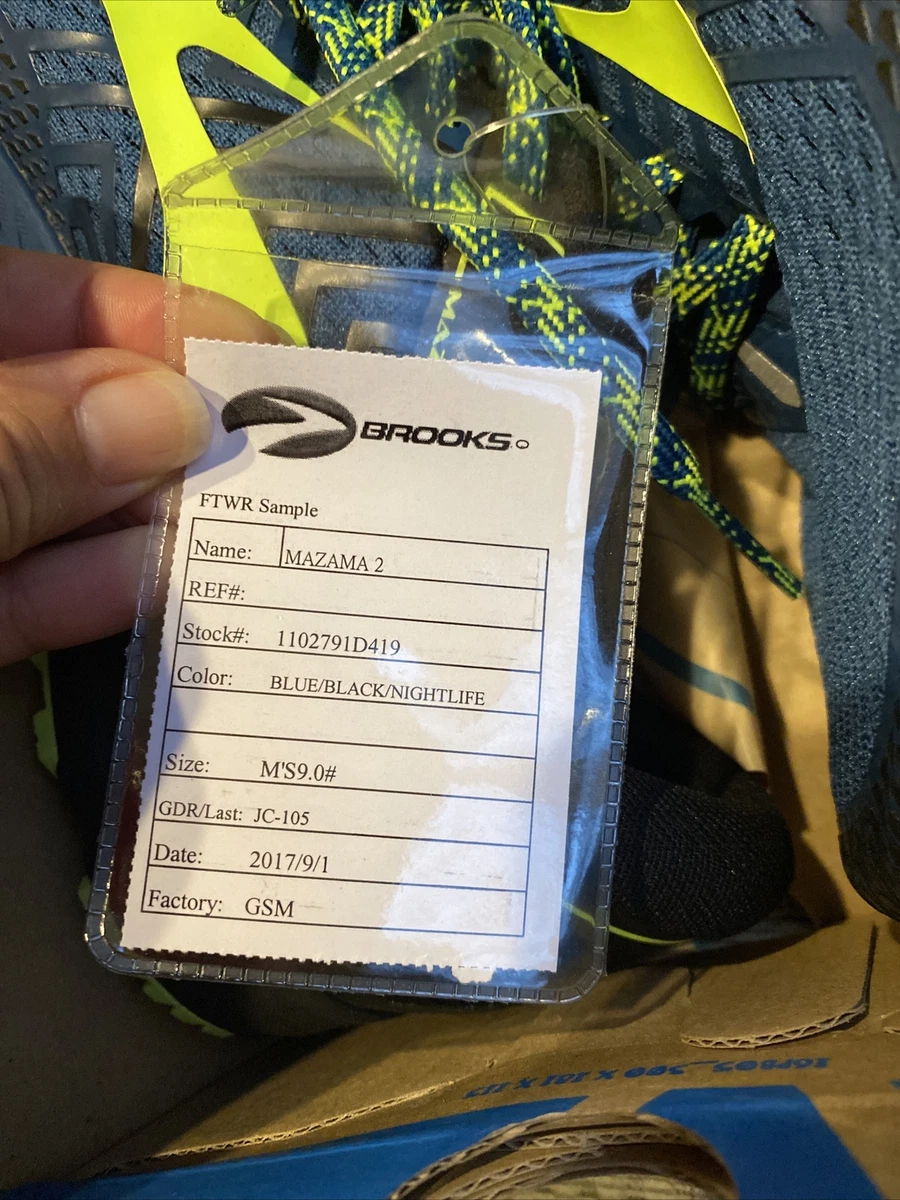 MA
BROOKS
FTWR Sample
Name: MAZAMA 2
REF#:
Stock#: 1102791D419
Color: BLUE/BLACK/NIGHTLIFE
Size: M'S9.0#
GDR/Last: JC-105
Date: 2017/9/1
Factory: GSM